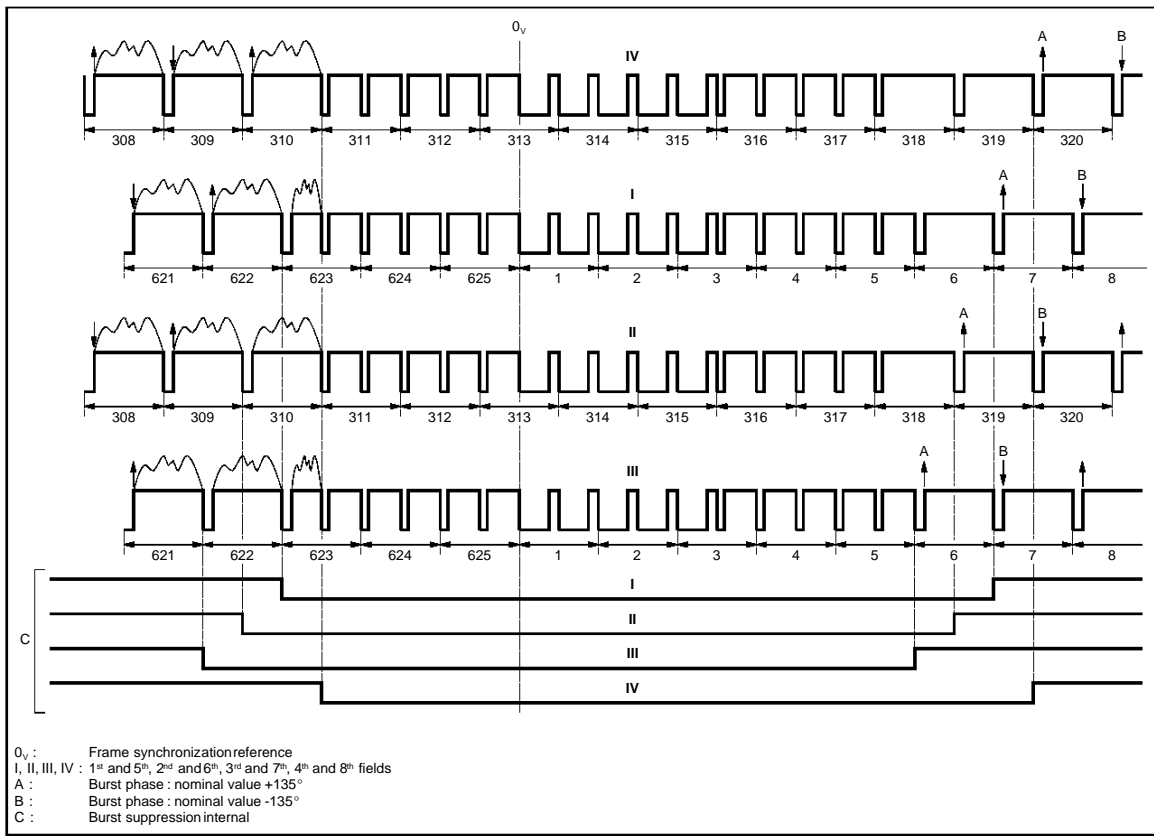 0V
IV
A
B
308 309 310 311 312 313 314 315 316 317 318 319 320
I
A
B
621 622 623 624 625 1 2 3 4 5 6 7 8
II
A
B
308 309 310 311 312 313 314 315 316 317 318 319 320
III
A
B
621 622 623 624 625 1 2 3 4 5 6 7 8
C
I
II
III
IV
0V : Frame synchronization reference
I, II, III, IV : 1st and 5th, 2nd and 6th, 3rd and 7th, 4th and 8th fields
A : Burst phase : nominal value +135°
B : Burst phase : nominal value -135°
C : Burst suppression internal